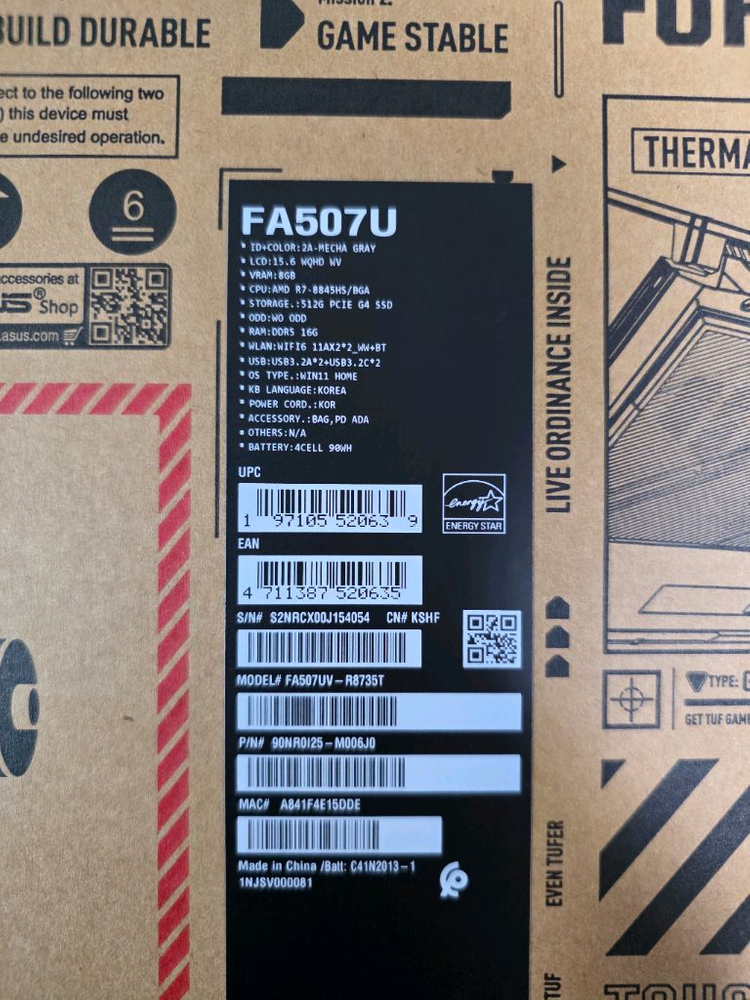 BUILD DURABLE
GAME STABLE
ect to the following two
) this device must
e undesired operation.
6
ccessories at
US® Shop
.asus.com
THERMA
FA507U
ID+COLOR:2A-MECHA GRAY
LCD:15.6 WQHD WV
VRAM:8GB
CPU:AMD R7-8845HS/BGA
STORAGE.:512G PCIE G4 SSD
ODD:WO ODD
RAM:DDR5 16G
WLAN:WIFI6 11AX2*2_WW+BT
USB:USB3.2A*2+USB3.2C*2
OS TYPE.:WIN11 HOME
KB LANGUAGE:KOREA
POWER CORD.:KOR
ACCESSORY.:BAG,PD ADA
OTHERS:N/A
BATTERY:4CELL 90WH
UPC
1 97105 52063 9
energy
ENERGY STAR
EAN
4 711387 520635
S/N# S2NRCX00J154054 CN# KSHF
MODEL# FA507UV-R8735T
P/N# 90NR0I25-M006J0
MAC# A841F4E15DDE
Made in China /Batt: C41N2013-1
1NJSV000081
LIVE ORDINANCE INSIDE
TYPE:
GET TUF GAM
EVEN TUFER
TUF